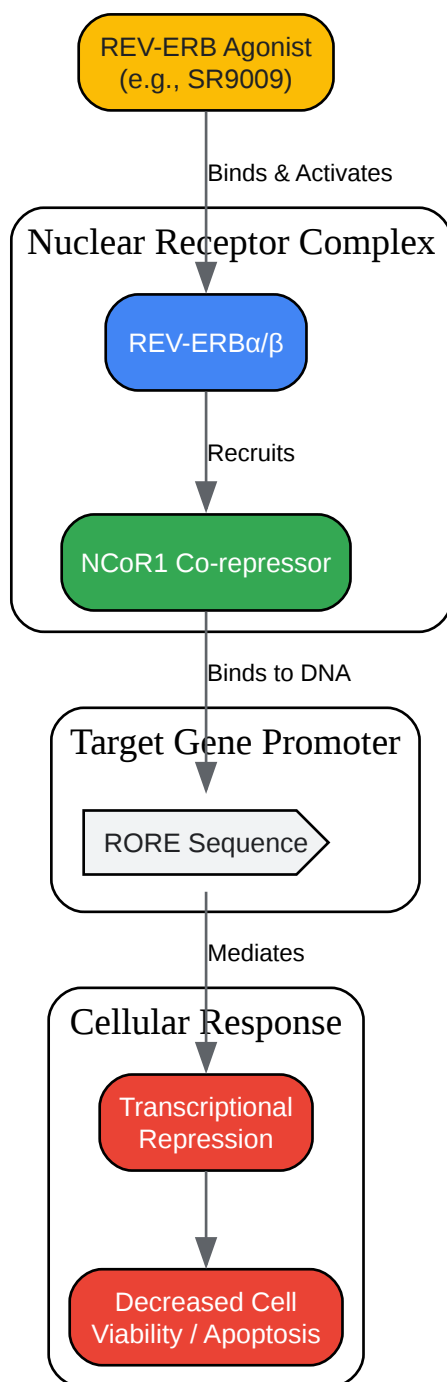 REV-ERB Agonist
(e.g., SR9009)
Binds & Activates
Nuclear Receptor Complex
REV-ERBα/β
Recruits
NCoR1 Co-repressor
Binds to DNA
Target Gene Promoter
RORE Sequence
Mediates
Cellular Response
Transcriptional
Repression
Decreased Cell
Viability / Apoptosis